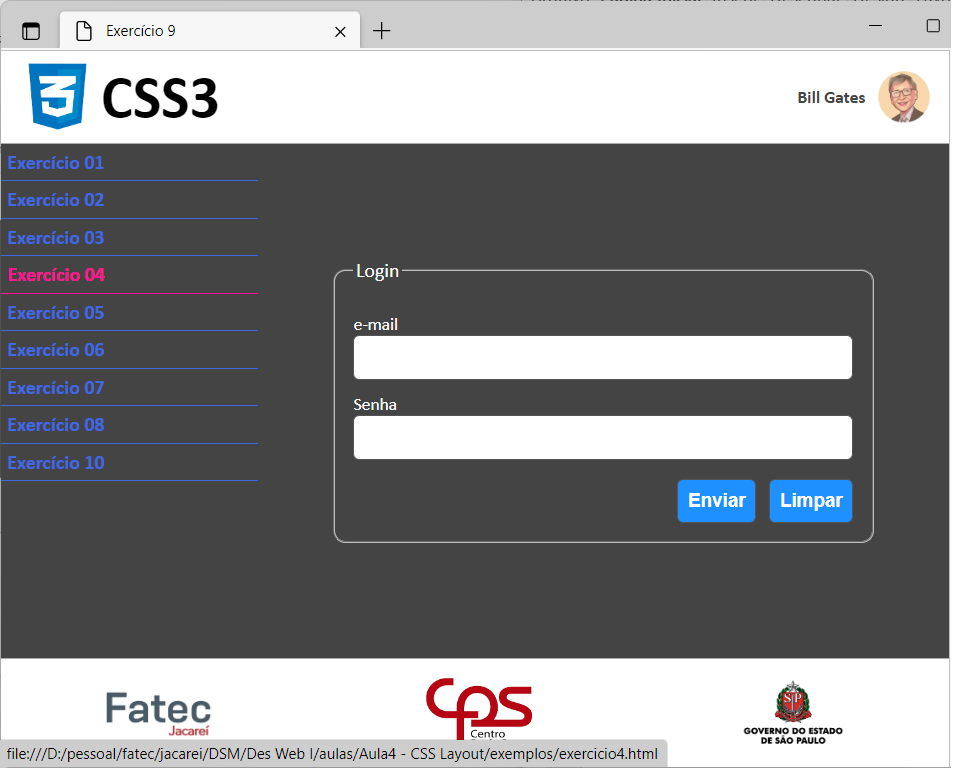 Exercício 9
CSS3
Bill Gates
Exercício 01
Exercício 02
Exercício 03
Exercício 04
Exercício 05
Exercício 06
Exercício 07
Exercício 08
Exercício 10
Login
e-mail
Senha
Enviar
Limpar
Fatec
Jacareí
CPS
Centro
GOVERNO DO ESTADO
DE SÃO PAULO
file:///D:/pessoal/fatec/jacarei/DSM/Des Web I/aulas/Aula4 - CSS Layout/exemplos/exercicio4.html